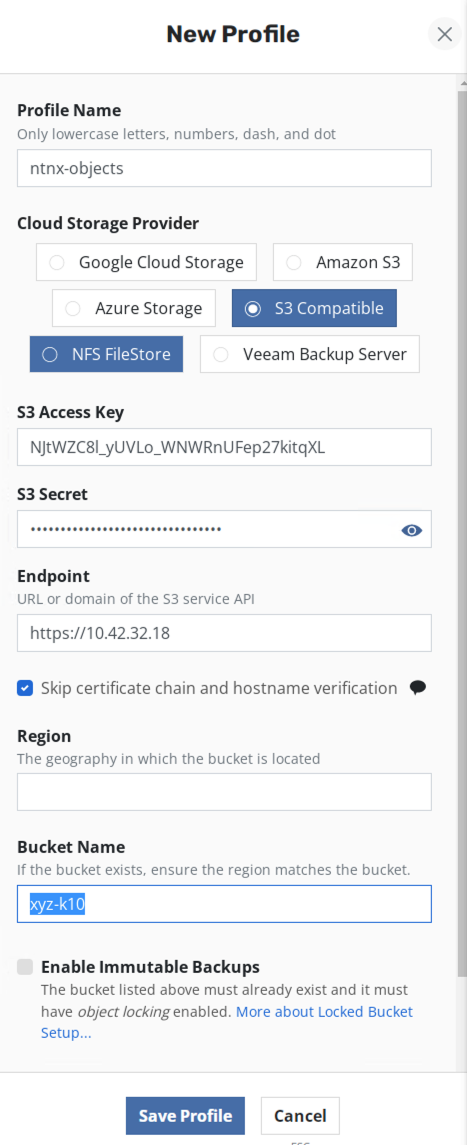 New Profile
Profile Name
Only lowercase letters, numbers, dash, and dot
ntnx-objects
Cloud Storage Provider
Google Cloud Storage
Amazon S3
Azure Storage
S3 Compatible
NFS FileStore
Veeam Backup Server
S3 Access Key
NJtWZC8l_yUVLo_WNWRnUFep27kitqXL
S3 Secret
••••••••••••••••••••••••••••••••
Endpoint
URL or domain of the S3 service API
https://10.42.32.18
Skip certificate chain and hostname verification
Region
The geography in which the bucket is located
Bucket Name
If the bucket exists, ensure the region matches the bucket.
xyz-k10
Enable Immutable Backups
The bucket listed above must already exist and it must
have object locking enabled. More about Locked Bucket
Setup...
Save Profile
Cancel